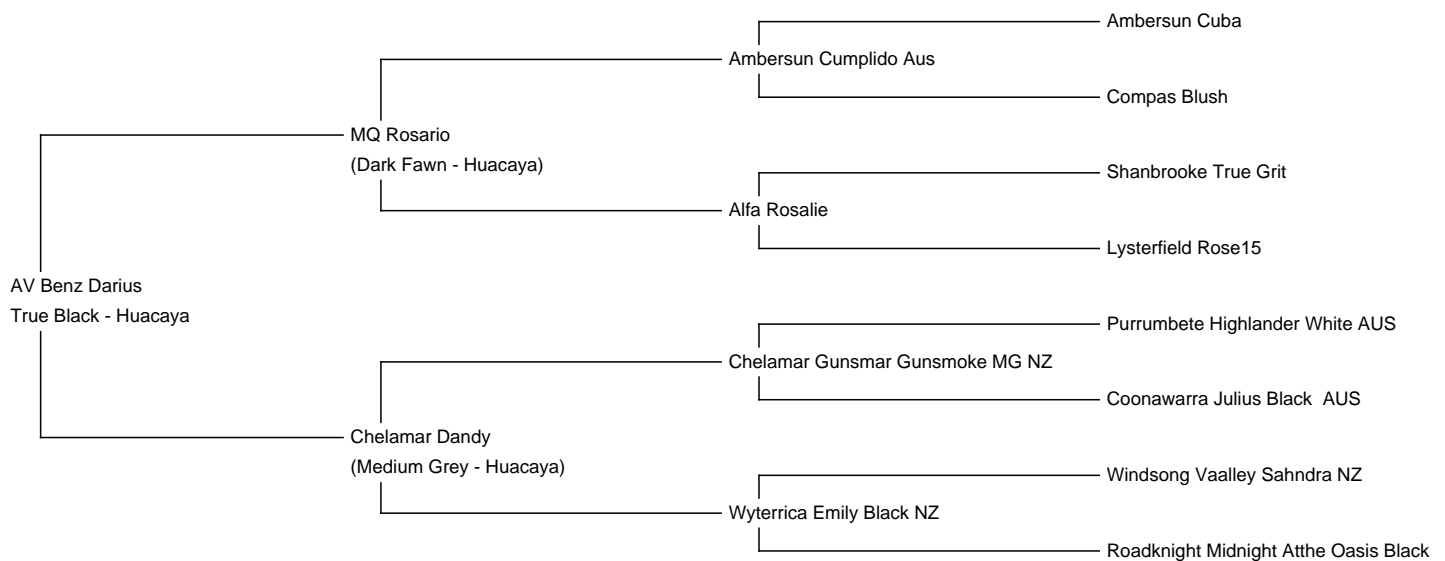 Ambersun Cuba
Ambersun Cumplido Aus
Compas Blush
MQ Rosario
(Dark Fawn - Huacaya)
Shanbrooke True Grit
Alfa Rosalie
Lysterfield Rose15
AV Benz Darius
True Black - Huacaya
Purrumbete Highlander White AUS
Chelamar Gunsmar Gunsmoke MG NZ
Coonawarra Julius Black  AUS
Chelamar Dandy
(Medium Grey - Huacaya)
Windsong Vaalley Sahndra NZ
Wyterrica Emily Black NZ
Roadknight Midnight Atthe Oasis Black